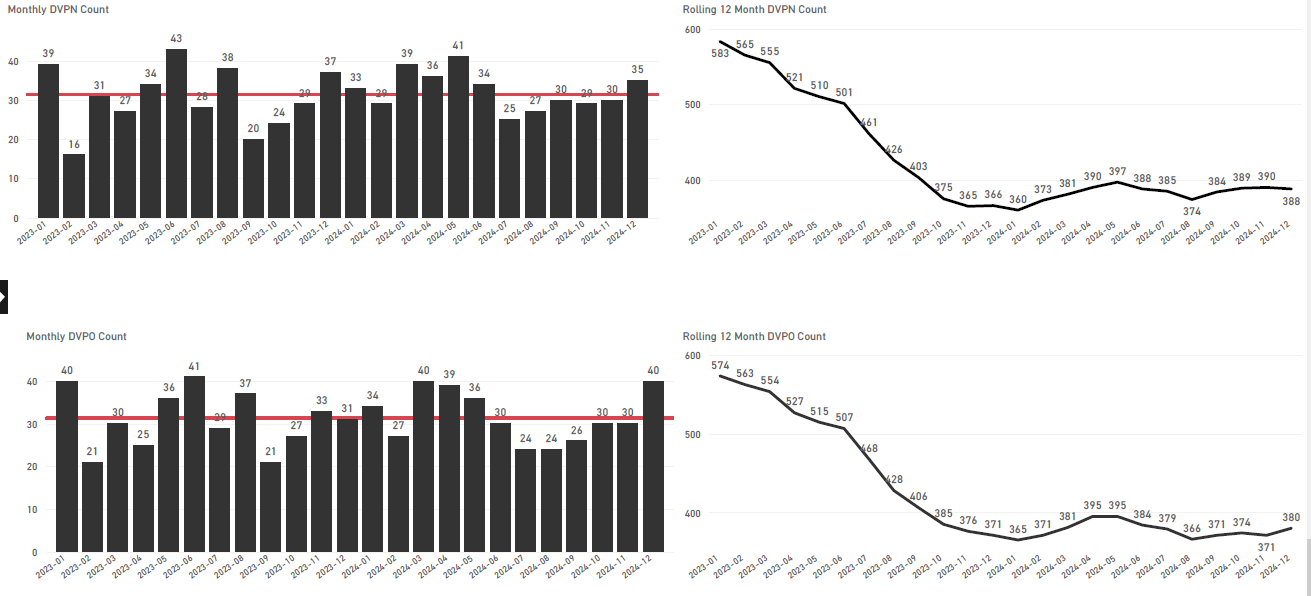 Monthly DVPN Count
39 16 31 27 34 43 28 38 20 24 29 37 33 29 39 36 41 34 25 27 30 29 30 35
40
30
20
10
0
2023-01 2023-02 2023-03 2023-04 2023-05 2023-06 2023-07 2023-08 2023-09 2023-10 2023-11 2023-12 2024-01 2024-02 2024-03 2024-04 2024-05 2024-06 2024-07 2024-08 2024-09 2024-10 2024-11 2024-12
Rolling 12 Month DVPN Count
600
500
400
583 565 555 521 510 501 461 426 403 375 365 366 360 373 381 390 397 388 385 374 384 389 390 388
2023-01 2023-02 2023-03 2023-04 2023-05 2023-06 2023-07 2023-08 2023-09 2023-10 2023-11 2023-12 2024-01 2024-02 2024-03 2024-04 2024-05 2024-06 2024-07 2024-08 2024-09 2024-10 2024-11 2024-12
Monthly DVPO Count
40 21 30 25 36 41 29 37 21 27 33 31 34 27 40 39 36 30 24 24 26 30 30 40
40
30
20
10
0
2023-01 2023-02 2023-03 2023-04 2023-05 2023-06 2023-07 2023-08 2023-09 2023-10 2023-11 2023-12 2024-01 2024-02 2024-03 2024-04 2024-05 2024-06 2024-07 2024-08 2024-09 2024-10 2024-11 2024-12
Rolling 12 Month DVPO Count
600
500
400
574 563 554 527 515 507 468 428 406 385 376 371 365 371 381 395 395 384 379 366 371 374 371 380
2023-01 2023-02 2023-03 2023-04 2023-05 2023-06 2023-07 2023-08 2023-09 2023-10 2023-11 2023-12 2024-01 2024-02 2024-03 2024-04 2024-05 2024-06 2024-07 2024-08 2024-09 2024-10 2024-11 2024-12